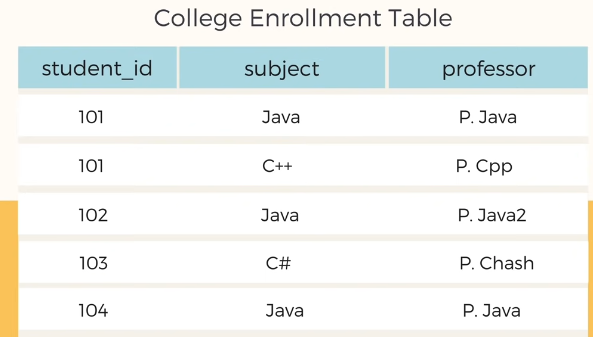 College Enrollment Table
student_id subject professor
101 Java P. Java
101 C++ P. Cpp
102 Java P. Java2
103 C# P. Chash
104 Java P. Java